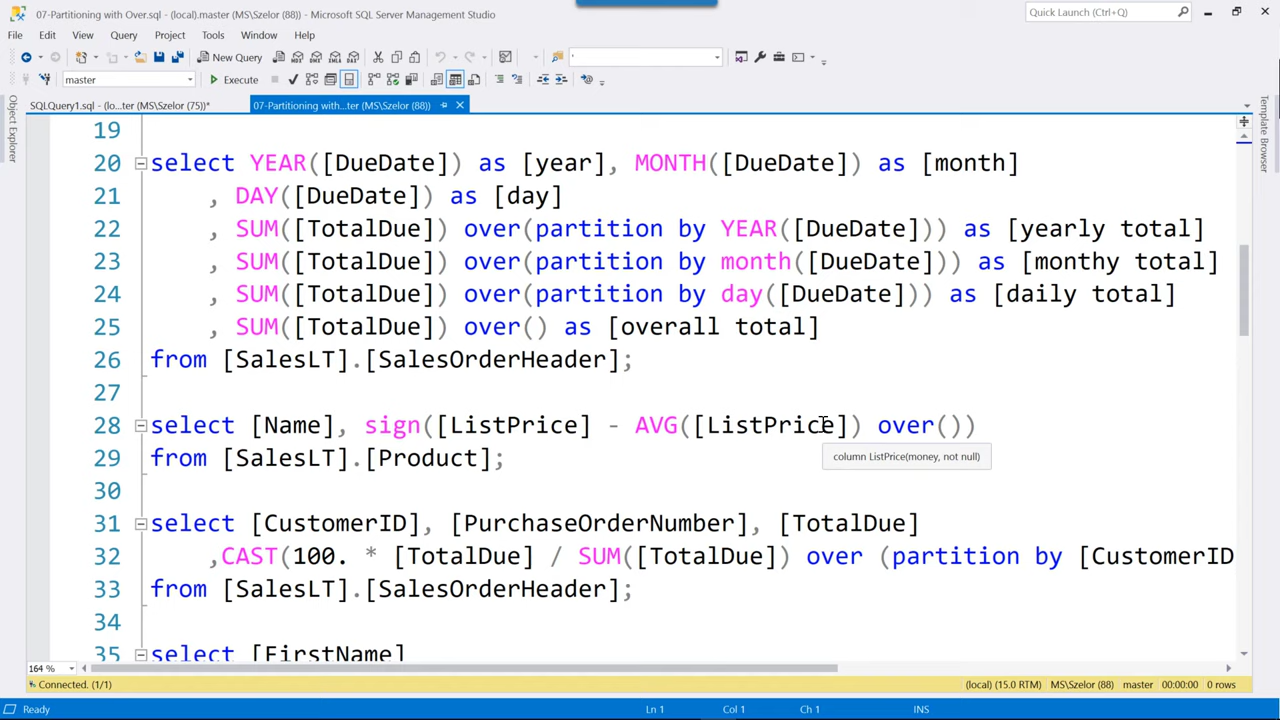 07-Partitioning with Over.sql - (local).master (MS\Szelor (88)) - Microsoft SQL Server Management Studio
Quick Launch (Ctrl+Q)
File Edit View Query Project Tools Window Help
New Query
master Execute
SQLQuery1.sql - (lo...ter (MS\Szelor (75))* 07-Partitioning with...ter (MS\Szelor (88))
Object Explorer
Template Browser
19
20 select YEAR([DueDate]) as [year], MONTH([DueDate]) as [month]
21 , DAY([DueDate]) as [day]
22 , SUM([TotalDue]) over(partition by YEAR([DueDate])) as [yearly total]
23 , SUM([TotalDue]) over(partition by month([DueDate])) as [monthy total]
24 , SUM([TotalDue]) over(partition by day([DueDate])) as [daily total]
25 , SUM([TotalDue]) over() as [overall total]
26 from [SalesLT].[SalesOrderHeader];
27
28 select [Name], sign([ListPrice] - AVG([ListPrice]) over())
column ListPrice(money, not null)
29 from [SalesLT].[Product];
30
31 select [CustomerID], [PurchaseOrderNumber], [TotalDue]
32 ,CAST(100. * [TotalDue] / SUM([TotalDue]) over (partition by [CustomerID
33 from [SalesLT].[SalesOrderHeader];
34
35 select [FirstName]
164 %
Connected. (1/1) (local) (15.0 RTM) MS\Szelor (88) master 00:00:00 0 rows
Ready Ln 1 Col 1 Ch 1 INS